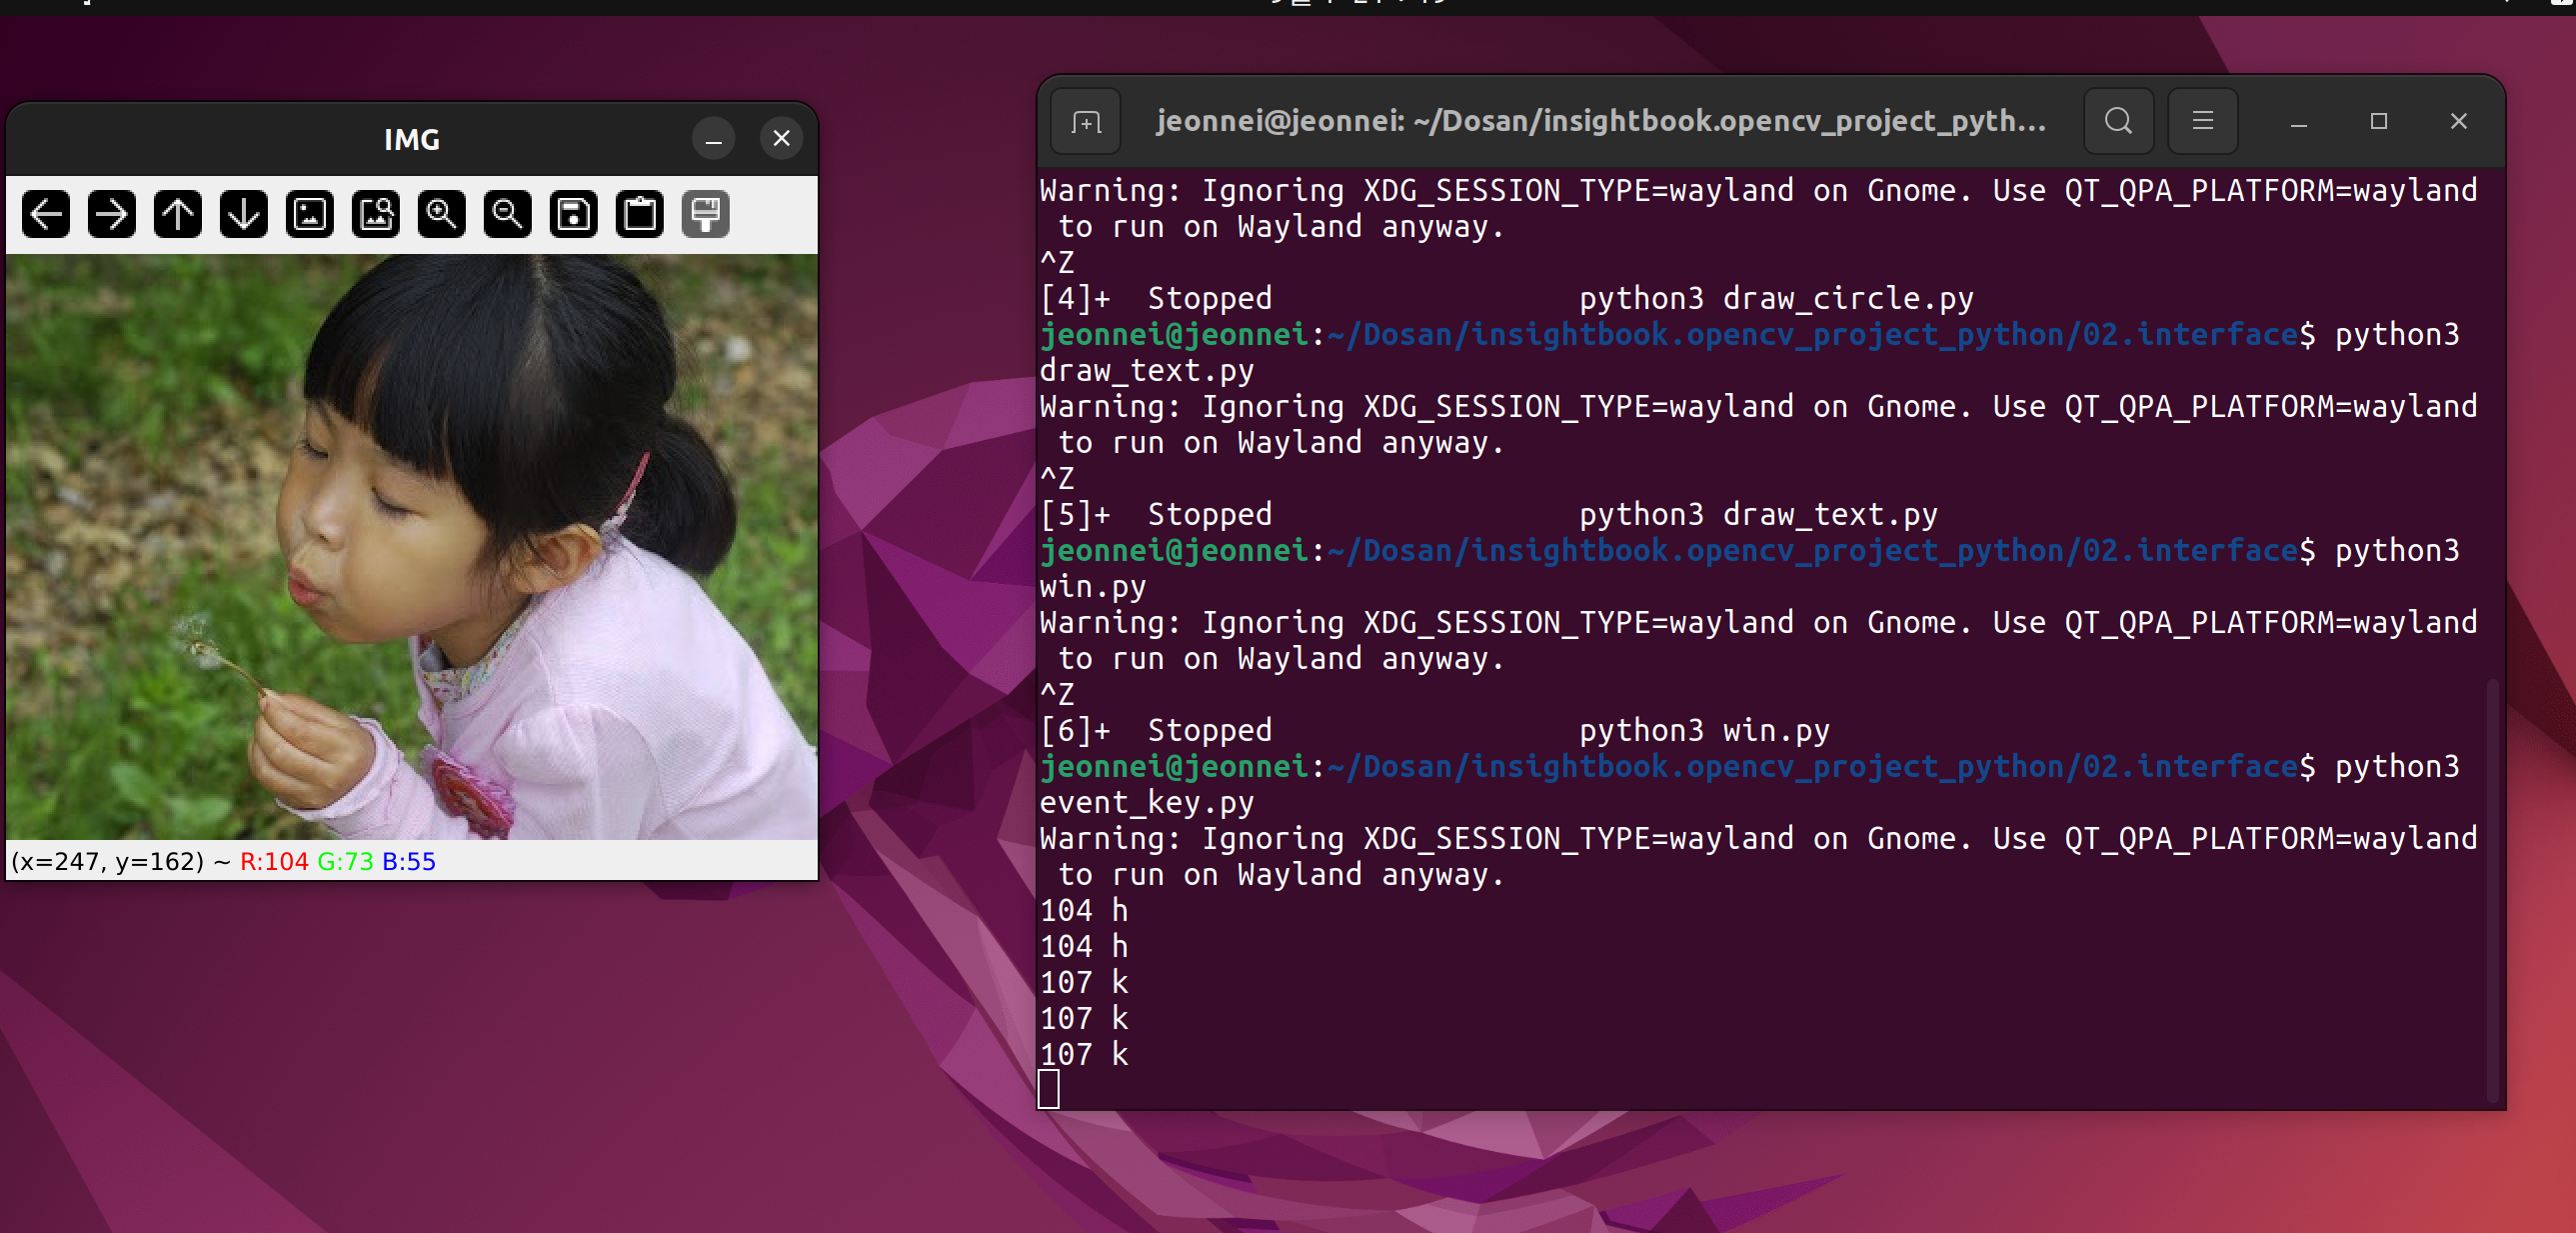 IMG
(x=247, y=162) ~ R:104 G:73 B:55
jeonnei@jeonnei: ~/Dosan/insightbook.opencv_project_pyth...
Warning: Ignoring XDG_SESSION_TYPE=wayland on Gnome. Use QT_QPA_PLATFORM=wayland
to run on Wayland anyway.
^Z
[4]+  Stopped                 python3 draw_circle.py
jeonnei@jeonnei:~/Dosan/insightbook.opencv_project_python/02.interface$ python3
draw_text.py
Warning: Ignoring XDG_SESSION_TYPE=wayland on Gnome. Use QT_QPA_PLATFORM=wayland
to run on Wayland anyway.
^Z
[5]+  Stopped                 python3 draw_text.py
jeonnei@jeonnei:~/Dosan/insightbook.opencv_project_python/02.interface$ python3
win.py
Warning: Ignoring XDG_SESSION_TYPE=wayland on Gnome. Use QT_QPA_PLATFORM=wayland
to run on Wayland anyway.
^Z
[6]+  Stopped                 python3 win.py
jeonnei@jeonnei:~/Dosan/insightbook.opencv_project_python/02.interface$ python3
event_key.py
Warning: Ignoring XDG_SESSION_TYPE=wayland on Gnome. Use QT_QPA_PLATFORM=wayland
to run on Wayland anyway.
104 h
104 h
107 k
107 k
107 k